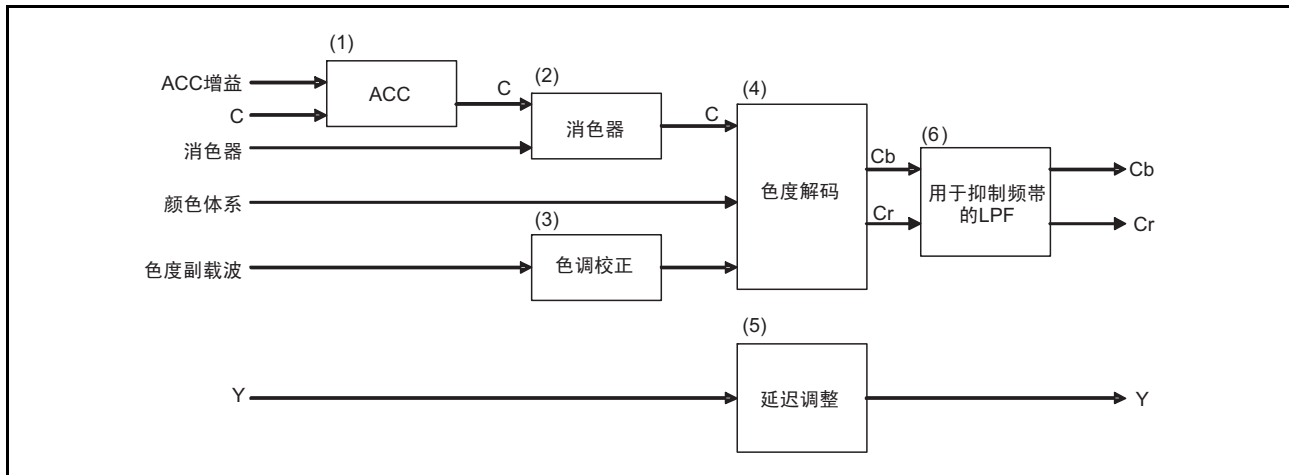 (1)
ACC增益
C
ACC
C
(2)
消色器
消色器
C
(4)
颜色体系
色度解码
(3)
色度副载波
色调校正
Cb
Cr
(6)
用于抑制频带
的LPF
Cb
Cr
(5)
Y
延迟调整
Y